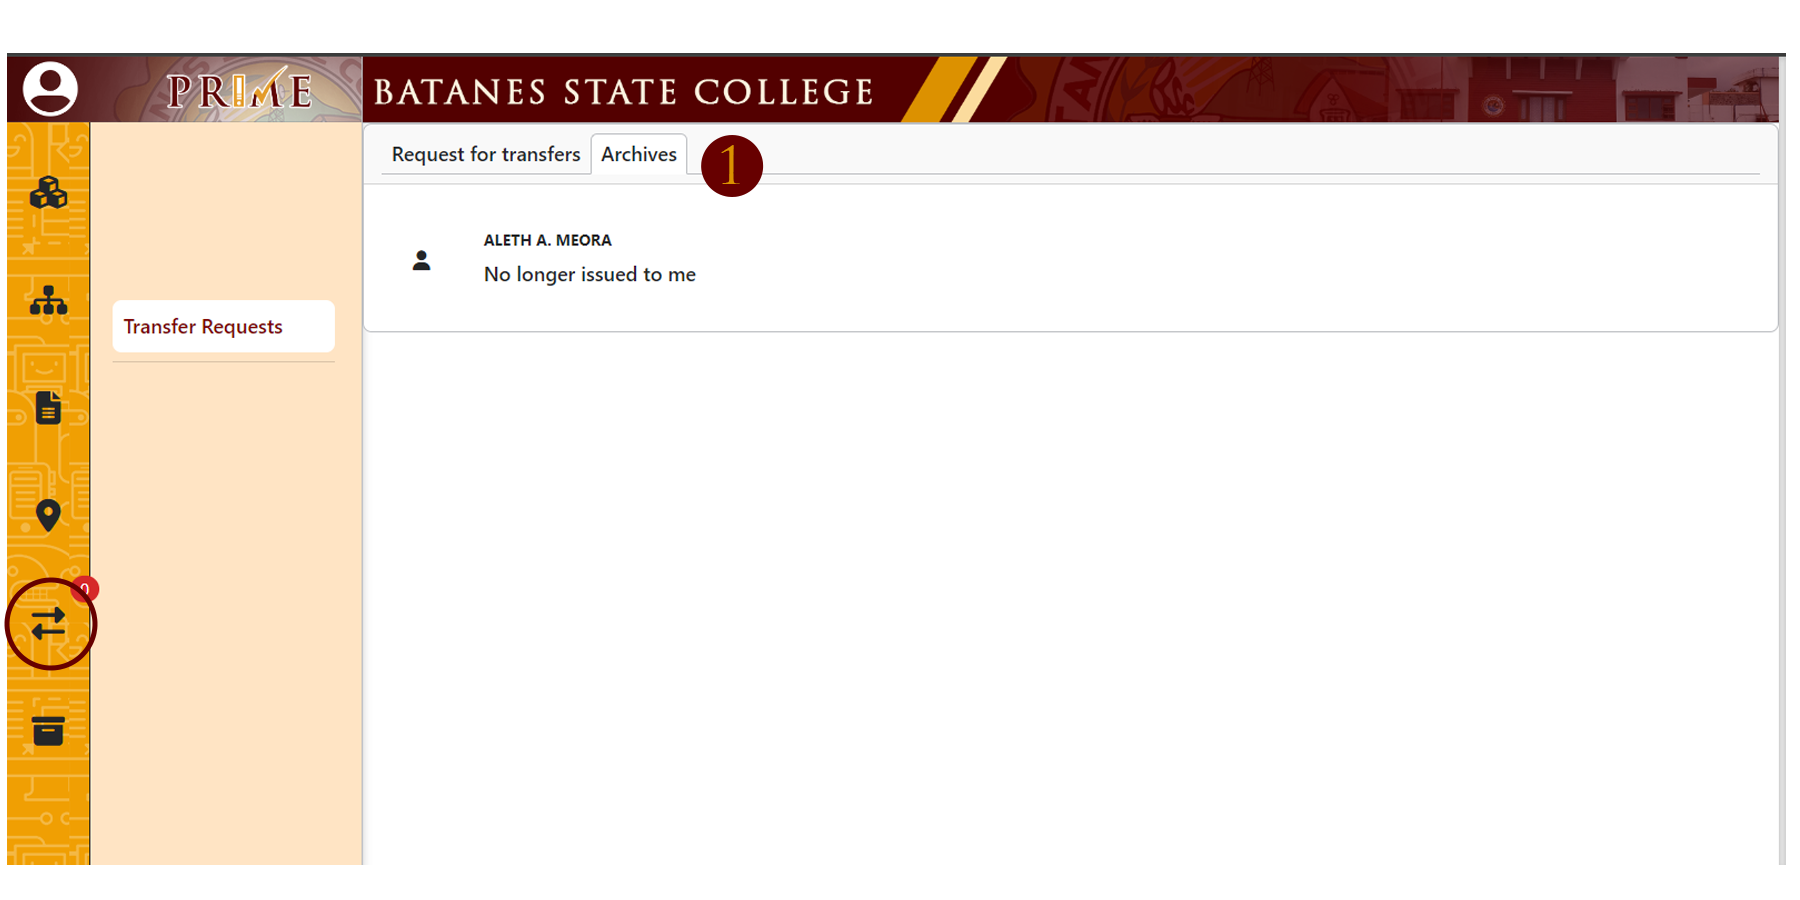 PRIME
BATANES STATE COLLEGE
Request for transfers
Archives
1
ALETH A. MEORA
No longer issued to me
Transfer Requests
0